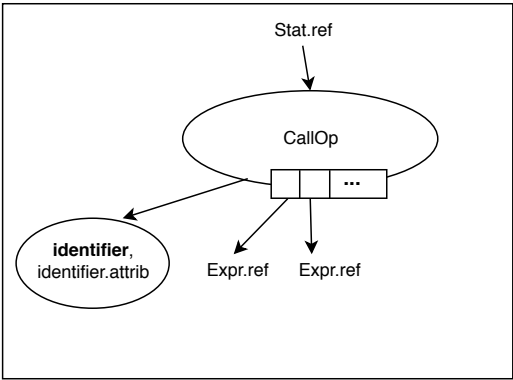 Stat.ref
CallOp
...
identifier,
identifier.attrib
Expr.ref
Expr.ref